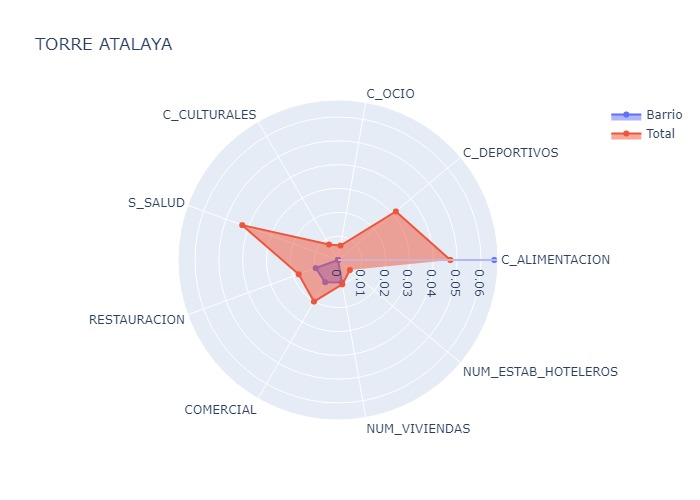 TORRE ATALAYA
C_OCIO
C_CULTURALES
Barrio
Total
C_DEPORTIVOS
S_SALUD
C_ALIMENTACION
0
0.01
0.02
0.03
0.04
0.05
0.06
RESTAURACION
NUM_ESTAB_HOTELEROS
COMERCIAL
NUM_VIVIENDAS